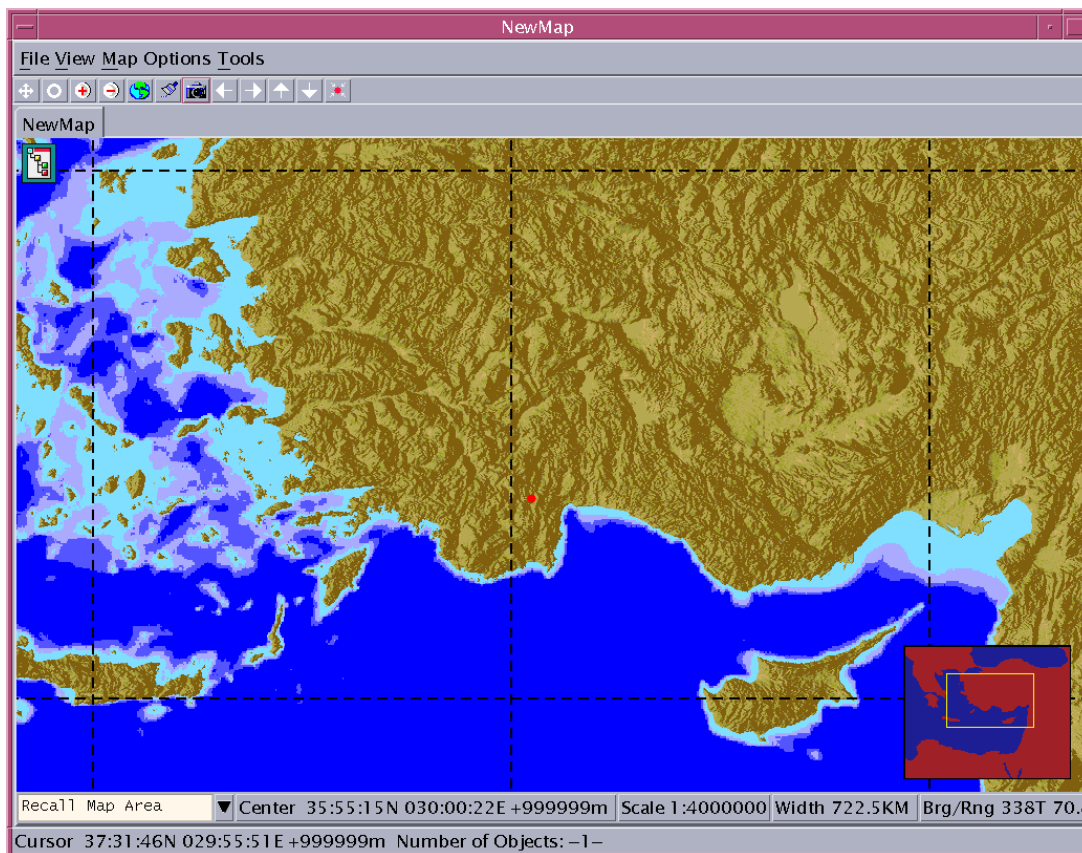 NewMap
File View Map Options Tools
NewMap
Recall Map Area Center 35:55:15N 030:00:22E +999999m Scale 1:4000000 Width 722.5KM Brg/Rng 338T 70.
Cursor 37:31:46N 029:55:51E +999999m Number of Objects: -1-